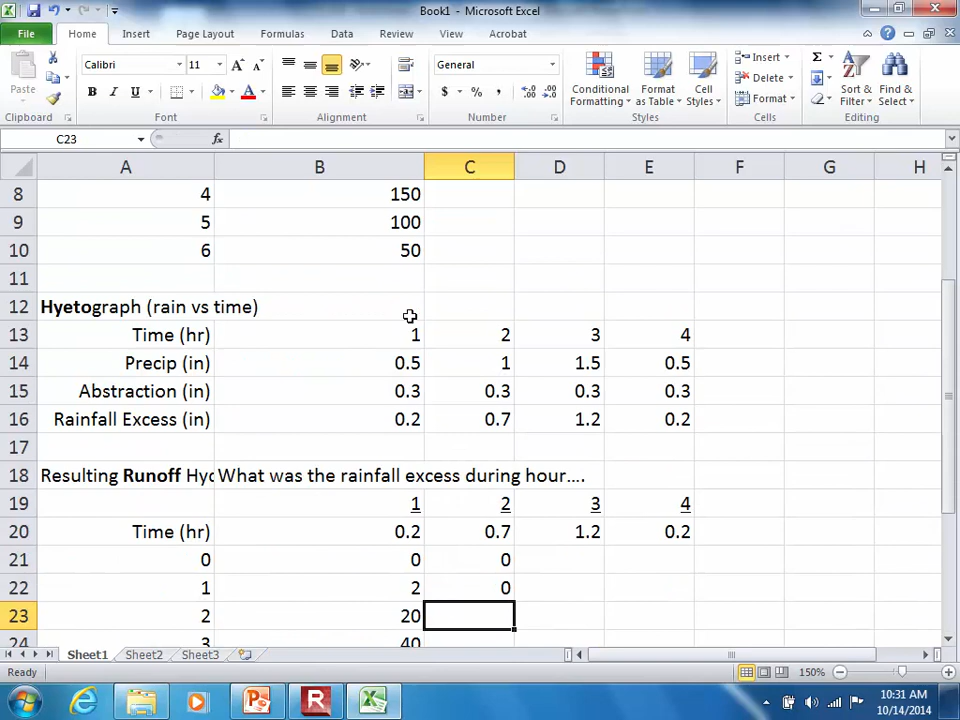 Book1 - Microsoft Excel
File Home Insert Page Layout Formulas Data Review View Acrobat
Calibri 11 General Insert Σ
Paste B I U A $ % , Conditional Formatting Format as Table Cell Styles Delete Format Sort & Filter Find & Select
Clipboard Font Alignment Number Styles Cells Editing
C23 fx
A B C D E F G H
8 4 150
9 5 100
10 6 50
11
12 Hyetograph (rain vs time)
13 Time (hr) 1 2 3 4
14 Precip (in) 0.5 1 1.5 0.5
15 Abstraction (in) 0.3 0.3 0.3 0.3
16 Rainfall Excess (in) 0.2 0.7 1.2 0.2
17
18 Resulting Runoff Hyd What was the rainfall excess during hour....
19 1 2 3 4
20 Time (hr) 0.2 0.7 1.2 0.2
21 0 0 0
22 1 2 0
23 2 20
24 3 40
Sheet1 Sheet2 Sheet3
Ready 150%
10:31 AM
10/14/2014